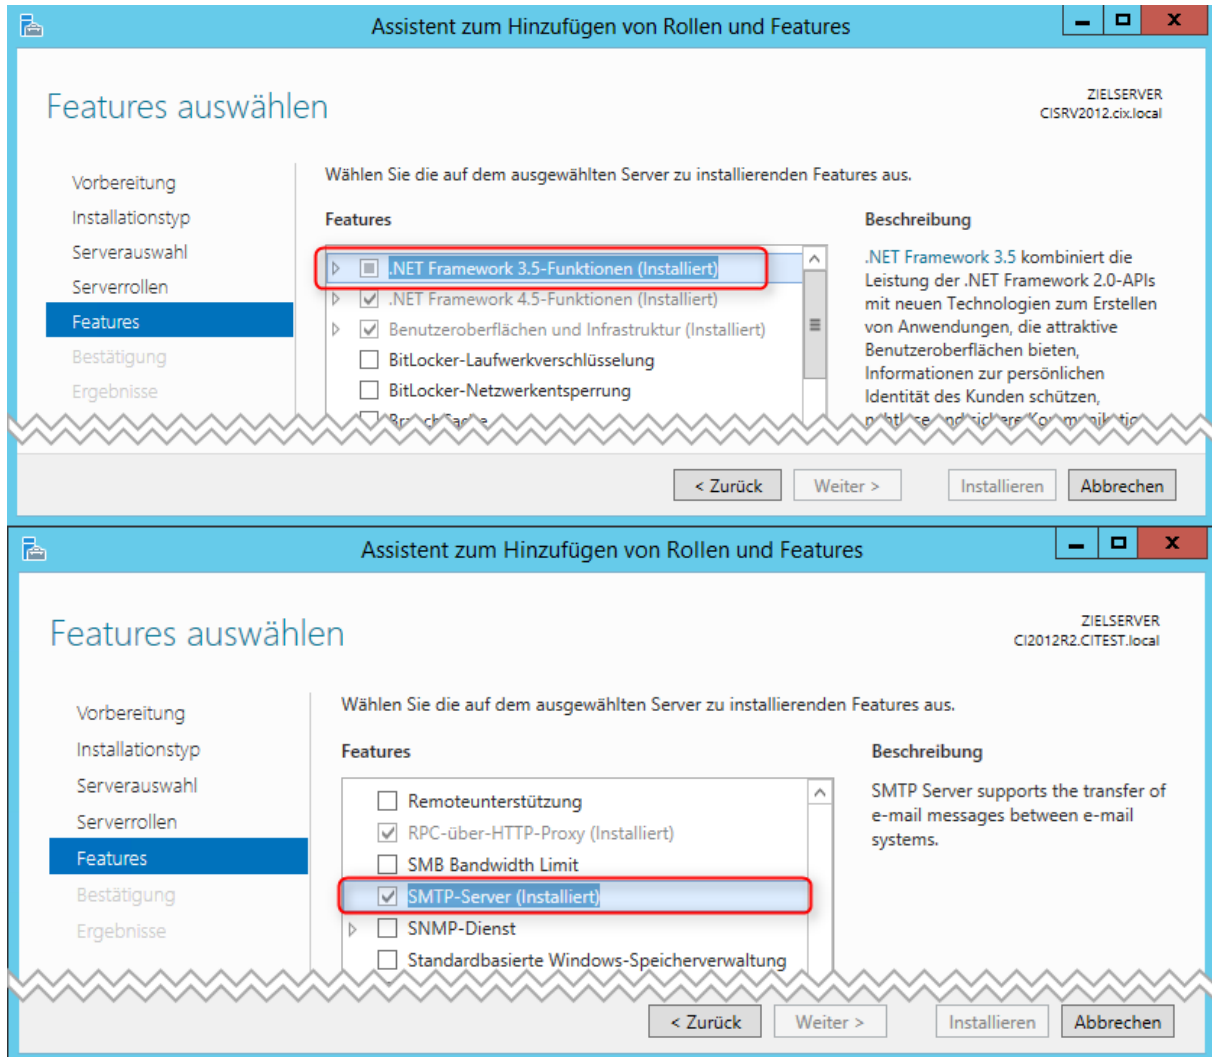 Assistent zum Hinzufügen von Rollen und Features
Features auswählen
ZIELSERVER
CISRV2012.cix.local
Vorbereitung
Installationstyp
Serverauswahl
Serverrollen
Features
Bestätigung
Ergebnisse
Wählen Sie die auf dem ausgewählten Server zu installierenden Features aus.
Features
.NET Framework 3.5-Funktionen (Installiert)
.NET Framework 4.5-Funktionen (Installiert)
Benutzeroberflächen und Infrastruktur (Installiert)
BitLocker-Laufwerkverschlüsselung
BitLocker-Netzwerkentsperrung
BranchCache
Beschreibung
.NET Framework 3.5 kombiniert die
Leistung der .NET Framework 2.0-APIs
mit neuen Technologien zum Erstellen
von Anwendungen, die attraktive
Benutzeroberflächen bieten,
Informationen zur persönlichen
Identität des Kunden schützen,
< Zurück
Weiter >
Installieren
Abbrechen
Assistent zum Hinzufügen von Rollen und Features
Features auswählen
ZIELSERVER
CI2012R2.CITEST.local
Vorbereitung
Installationstyp
Serverauswahl
Serverrollen
Features
Bestätigung
Ergebnisse
Wählen Sie die auf dem ausgewählten Server zu installierenden Features aus.
Features
Remoteunterstützung
RPC-über-HTTP-Proxy (Installiert)
SMB Bandwidth Limit
SMTP-Server (Installiert)
SNMP-Dienst
Standardbasierte Windows-Speicherverwaltung
Beschreibung
SMTP Server supports the transfer of
e-mail messages between e-mail
systems.
< Zurück
Weiter >
Installieren
Abbrechen